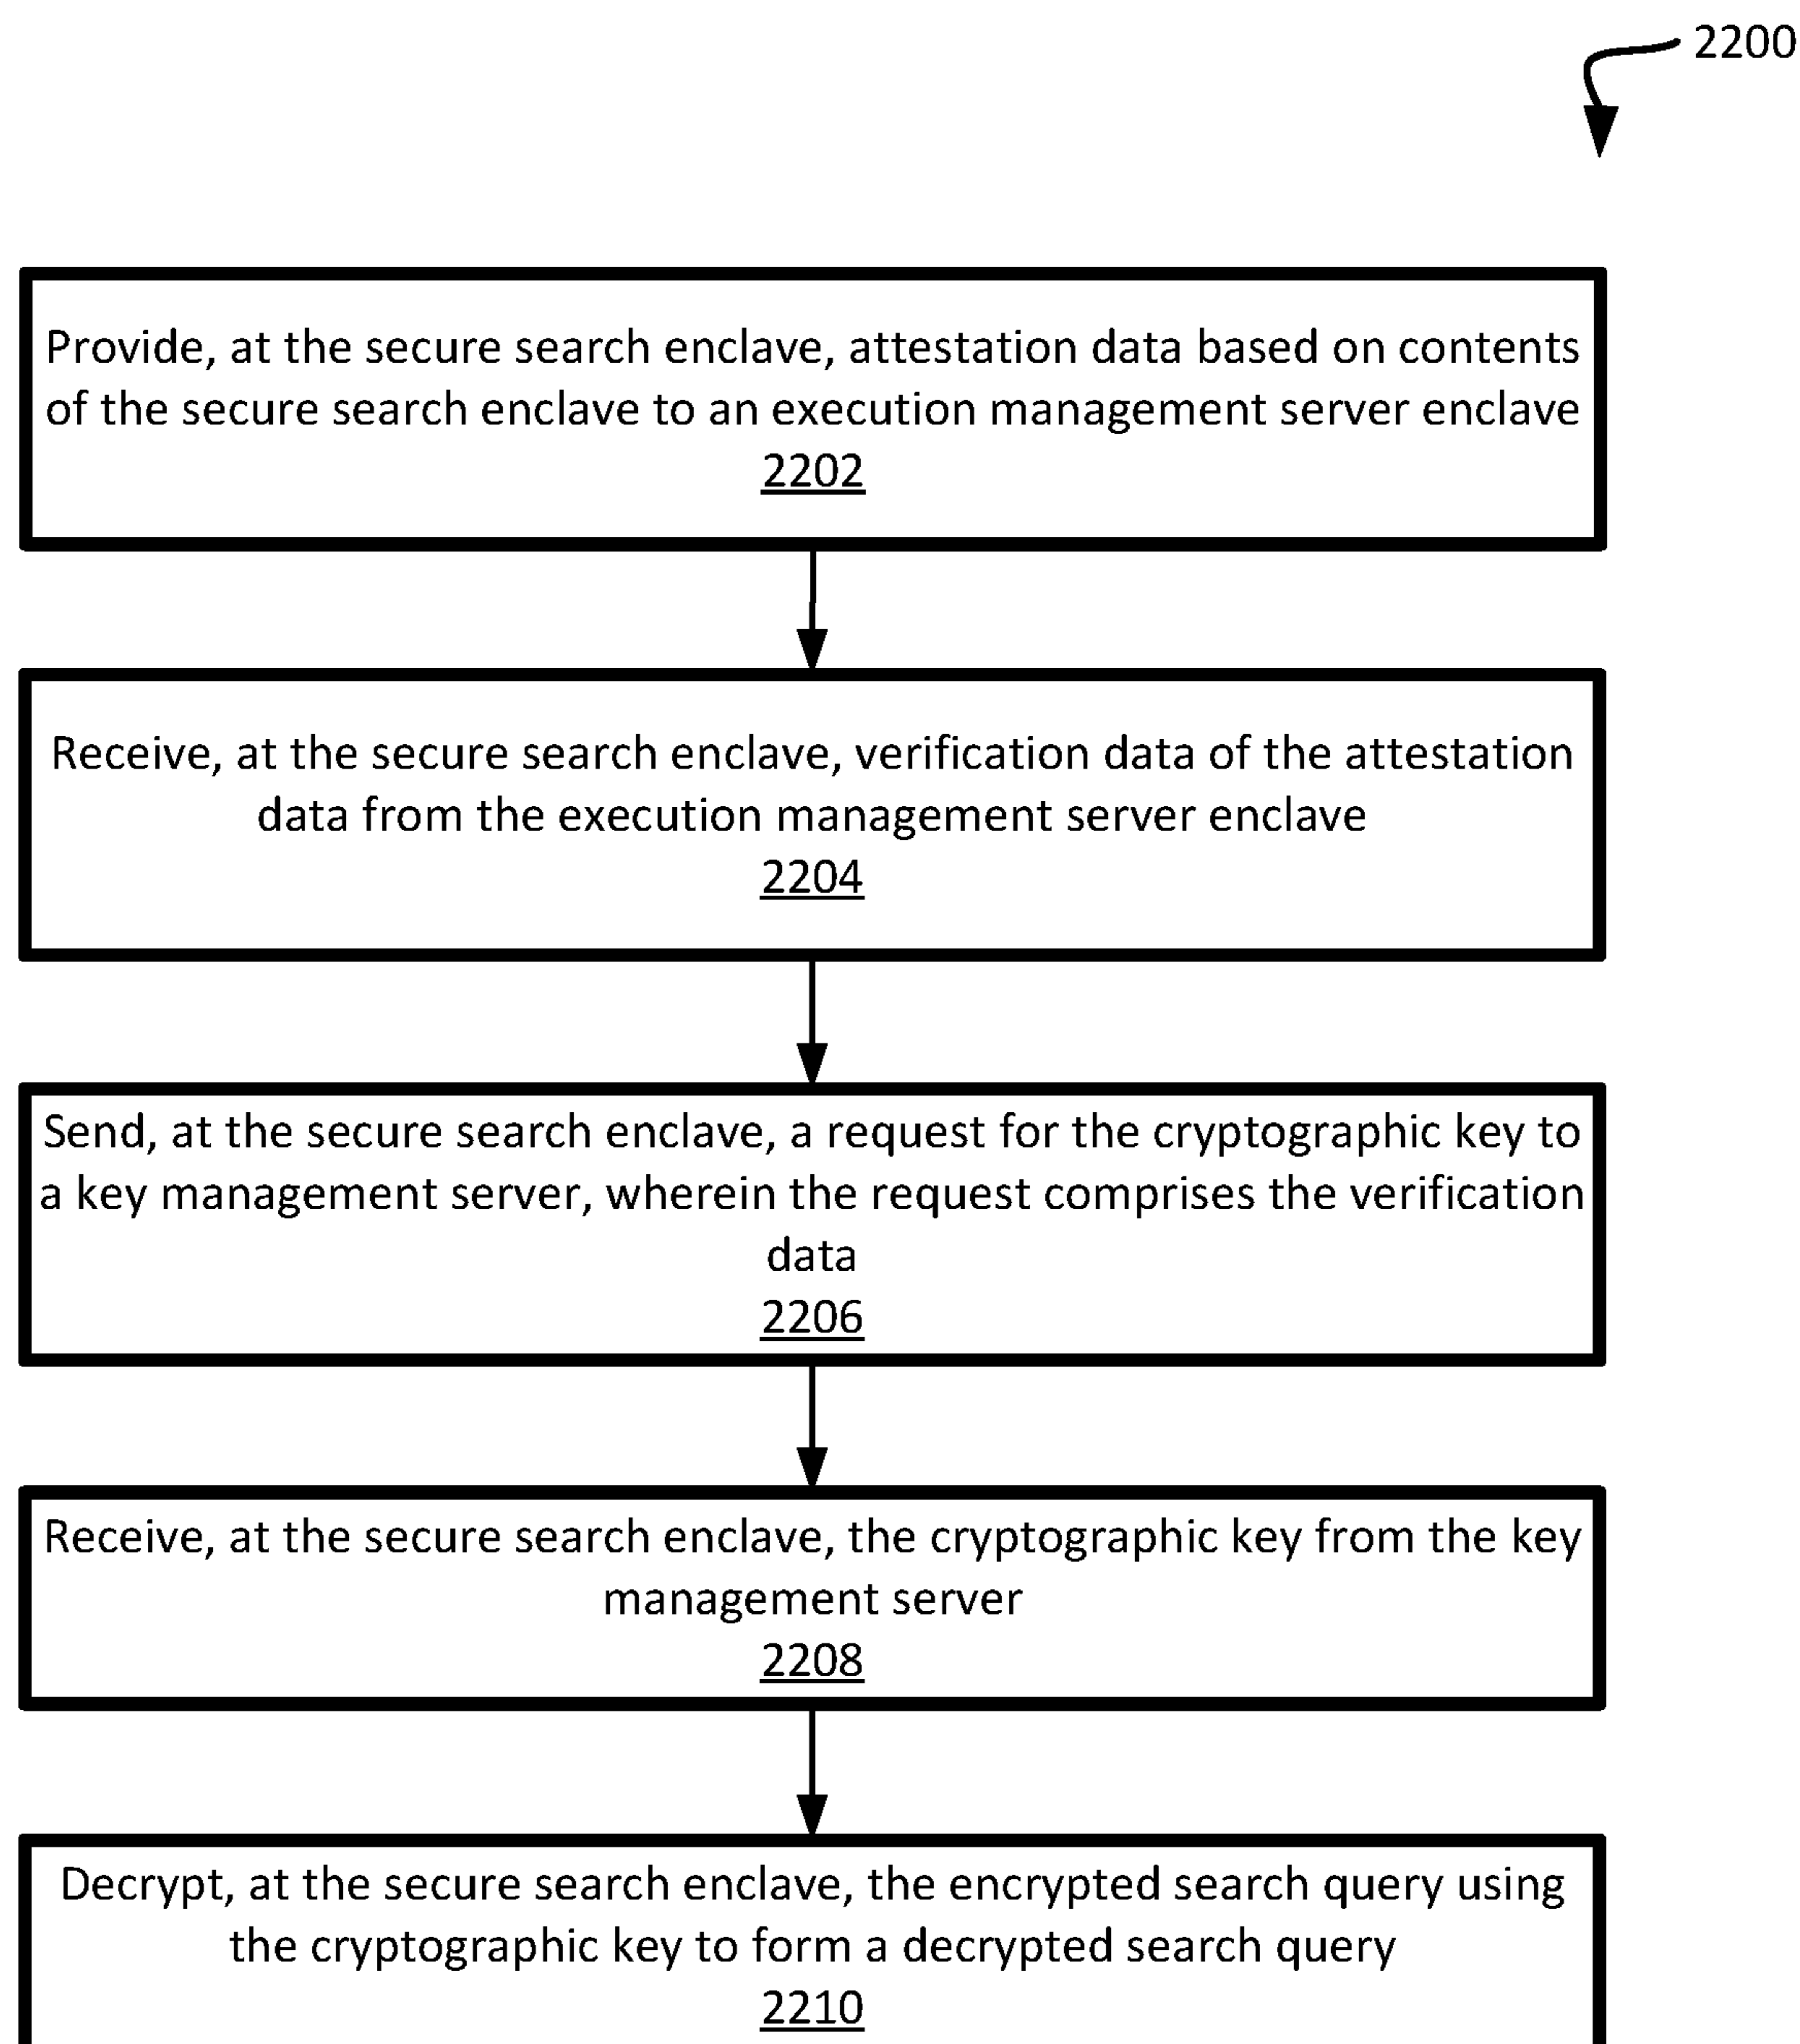 2200
Provide, at the secure search enclave, attestation data based on contents
of the secure search enclave to an execution management server enclave
2202
Receive, at the secure search enclave, verification data of the attestation
data from the execution management server enclave
2204
Send, at the secure search enclave, a request for the cryptographic key to
a key management server, wherein the request comprises the verification
data
2206
Receive, at the secure search enclave, the cryptographic key from the key
management server
2208
Decrypt, at the secure search enclave, the encrypted search query using
the cryptographic key to form a decrypted search query
2210